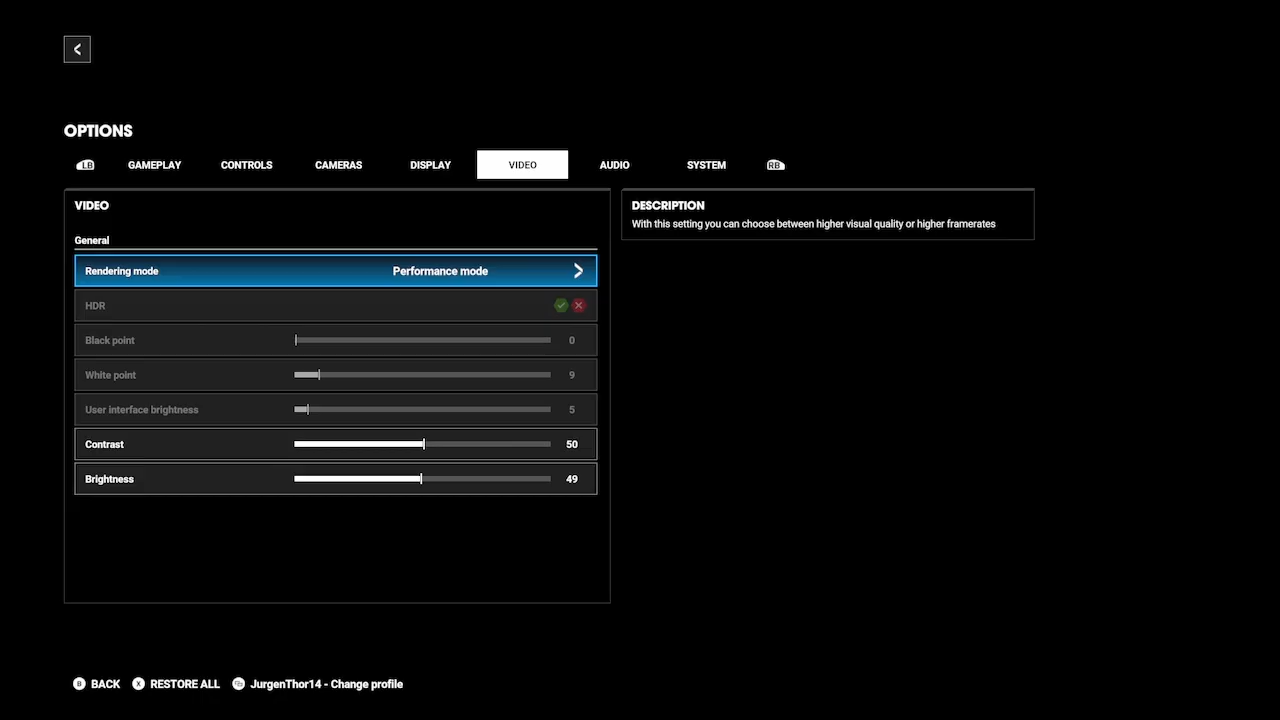 OPTIONS
LB GAMEPLAY CONTROLS CAMERAS DISPLAY VIDEO AUDIO SYSTEM RB
VIDEO
General
Rendering mode Performance mode
HDR
Black point 0
White point 9
User interface brightness 5
Contrast 50
Brightness 49
DESCRIPTION
With this setting you can choose between higher visual quality or higher framerates
B BACK X RESTORE ALL JurgenThor14 - Change profile